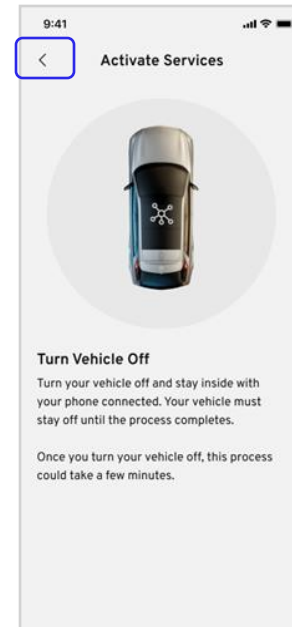 9:41
Activate Services
Turn Vehicle Off
Turn your vehicle off and stay inside with
your phone connected. Your vehicle must
stay off until the process completes.
Once you turn your vehicle off, this process
could take a few minutes.